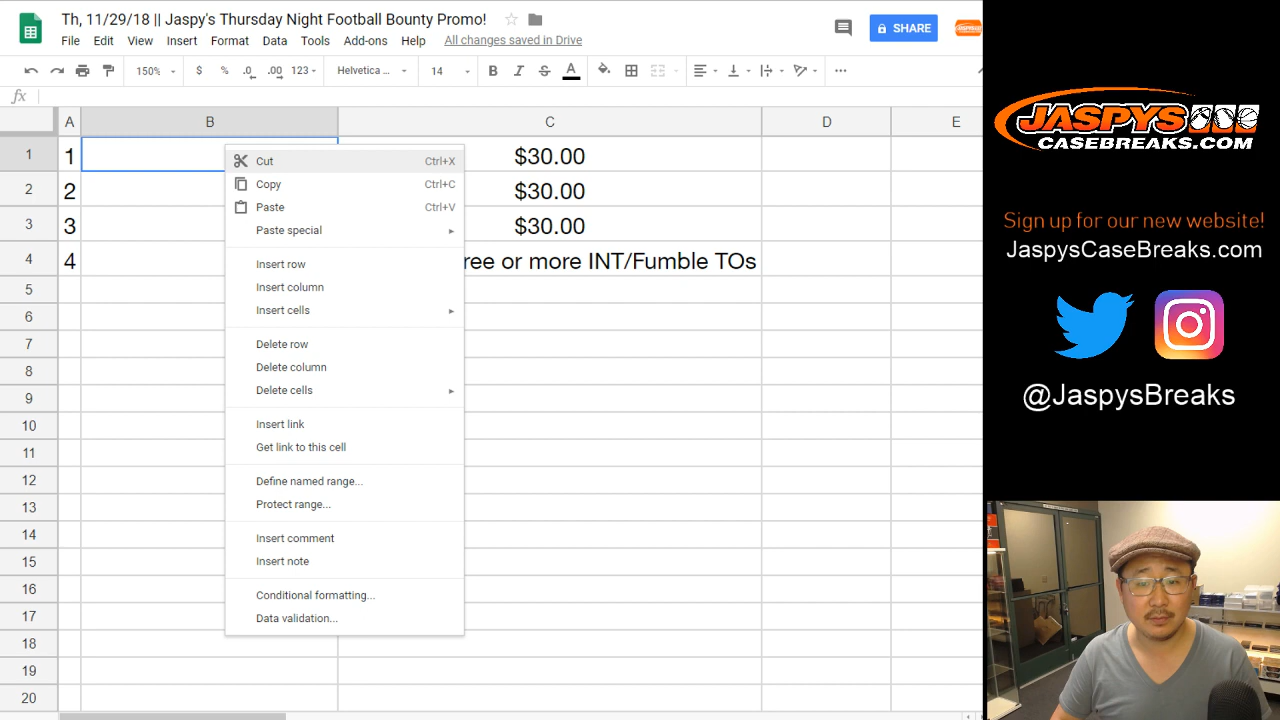 Th, 11/29/18 || Jaspy's Thursday Night Football Bounty Promo!
File Edit View Insert Format Data Tools Add-ons Help All changes saved in Drive
SHARE
150% $ % .0 .00 123 Helvetica ... 14 B I S A
fx
A B C D E
1 1 $30.00
2 2 $30.00
3 3 $30.00
4 4 ree or more INT/Fumble TOs
5
6
7
8
9
10
11
12
13
14
15
16
17
18
19
20
Cut Ctrl+X
Copy Ctrl+C
Paste Ctrl+V
Paste special
Insert row
Insert column
Insert cells
Delete row
Delete column
Delete cells
Insert link
Get link to this cell
Define named range...
Protect range...
Insert comment
Insert note
Conditional formatting...
Data validation...
JASPYS
CASEBREAKS.COM
Sign up for our new website!
JaspysCaseBreaks.com
@JaspysBreaks